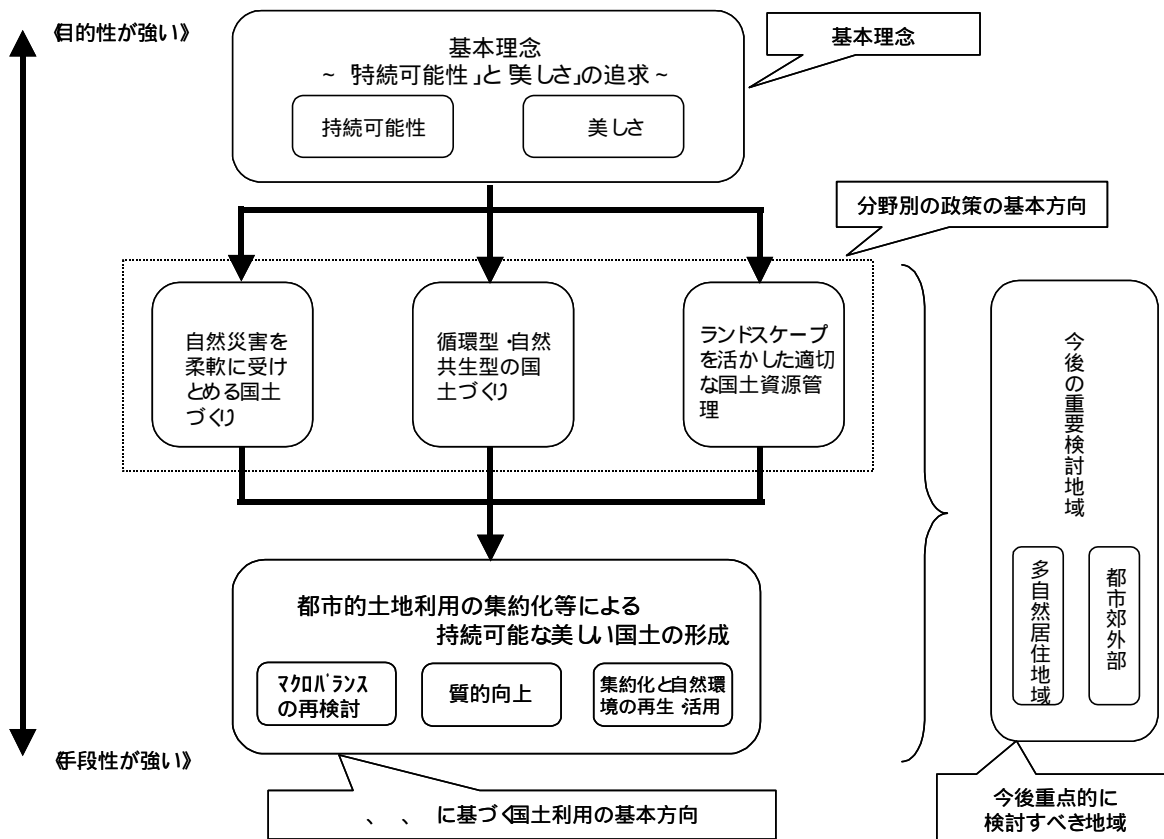 《目的性が強い》
基本理念
～「持続可能性」と「美しさ」の追求～
持続可能性
美しさ
基本理念
分野別の政策の基本方向
自然災害を
柔軟に受け
とめる国土
づくり
循環型・自然
共生型の国
土づくり
ランドスケープ
を活かした適切
な国土資源管
理
今後の重要検討地域
多自然居住地域
都市郊外部
都市的土地利用の集約化等による
持続可能な美しい国土の形成
マクロバランス
の再検討
質的向上
集約化と自然環
境の再生・活用
《手段性が強い》
、　、　に基づく国土利用の基本方向
今後重点的に
検討すべき地域